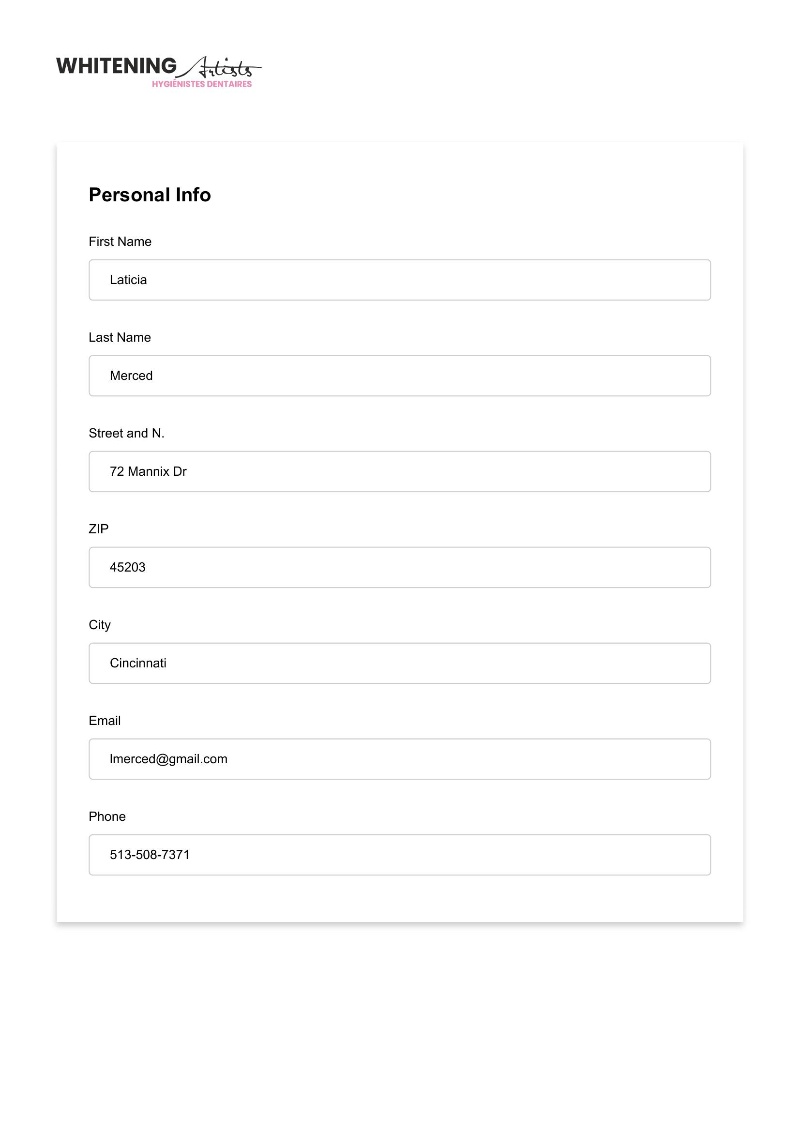 WHITENING Artists
HYGIÉNISTES DENTAIRES
Personal Info
First Name
Laticia
Last Name
Merced
Street and N.
72 Mannix Dr
ZIP
45203
City
Cincinnati
Email
lmerced@gmail.com
Phone
513-508-7371